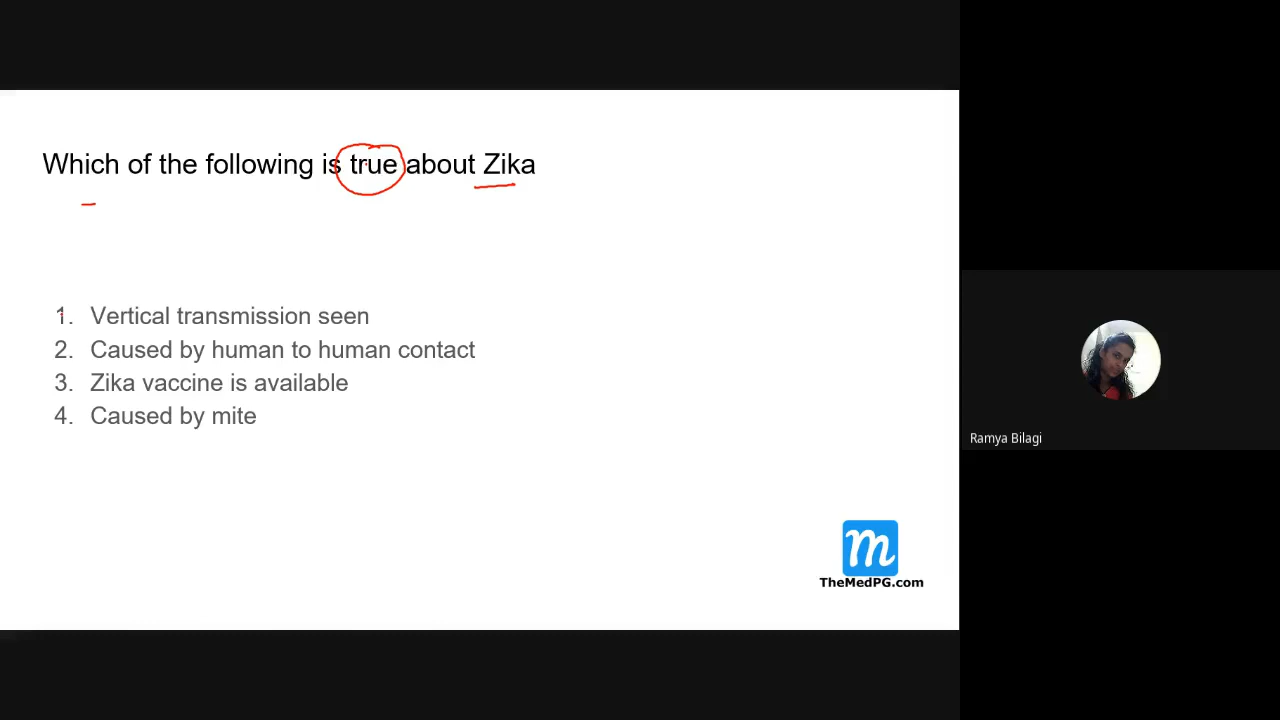 Which of the following is true about Zika
1. Vertical transmission seen
2. Caused by human to human contact
3. Zika vaccine is available
4. Caused by mite
Ramya Bilagi
m
TheMedPG.com